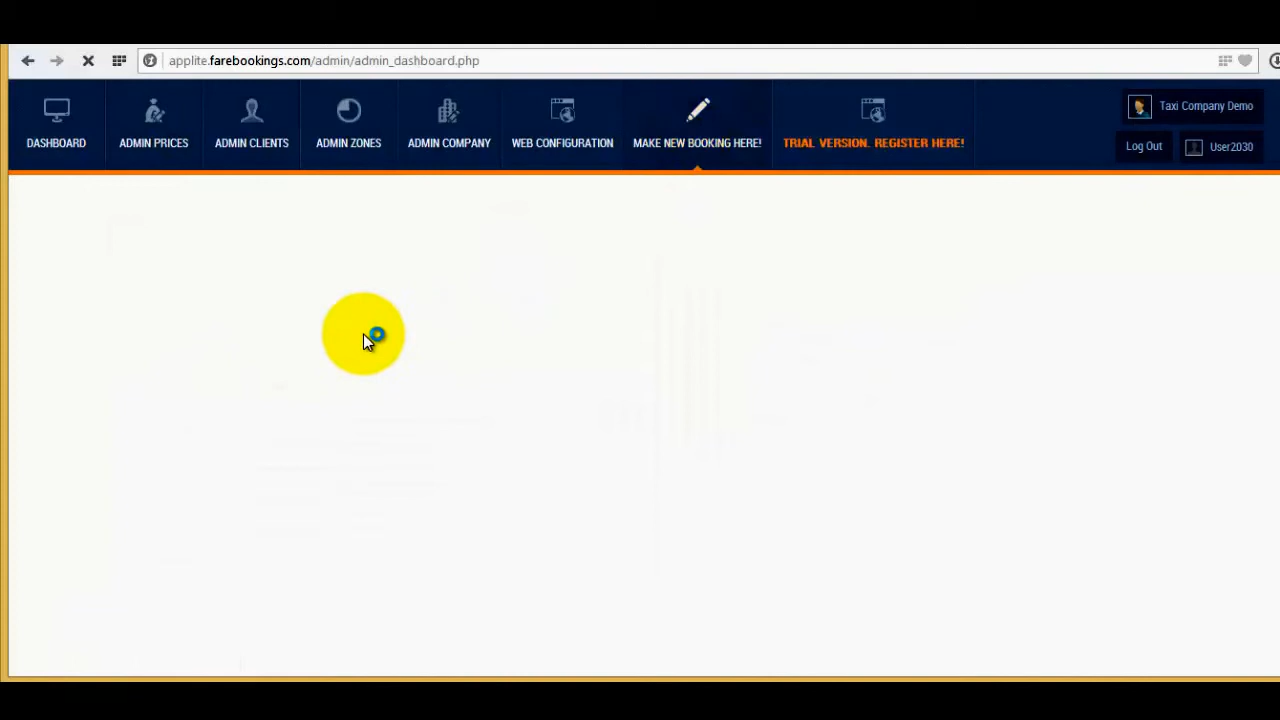 applite.farebookings.com/admin/admin_dashboard.php
DASHBOARD
ADMIN PRICES
ADMIN CLIENTS
ADMIN ZONES
ADMIN COMPANY
WEB CONFIGURATION
MAKE NEW BOOKING HERE!
TRIAL VERSION. REGISTER HERE!
Taxi Company Demo
Log Out
User2030